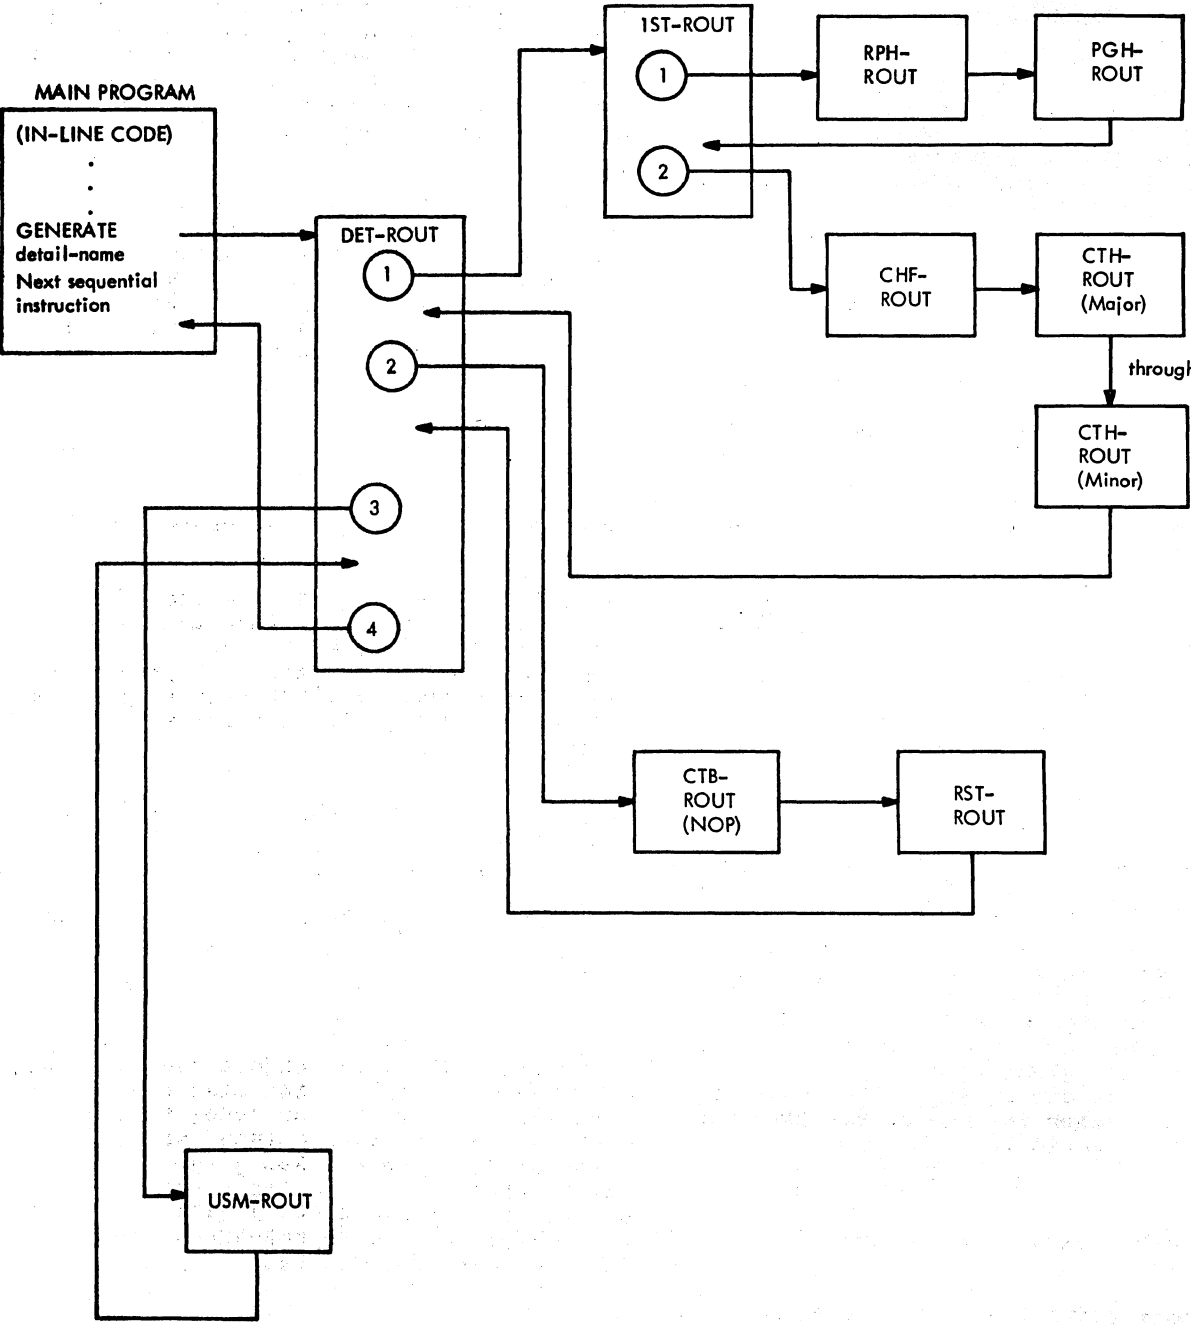 MAIN PROGRAM
(IN-LINE CODE)
.
.
.
GENERATE
detail-name
Next sequential
instruction
DET-ROUT
1
2
3
4
1ST-ROUT
1
2
RPH-
ROUT
PGH-
ROUT
CHF-
ROUT
CTH-
ROUT
(Major)
through
CTH-
ROUT
(Minor)
CTB-
ROUT
(NOP)
RST-
ROUT
USM-ROUT